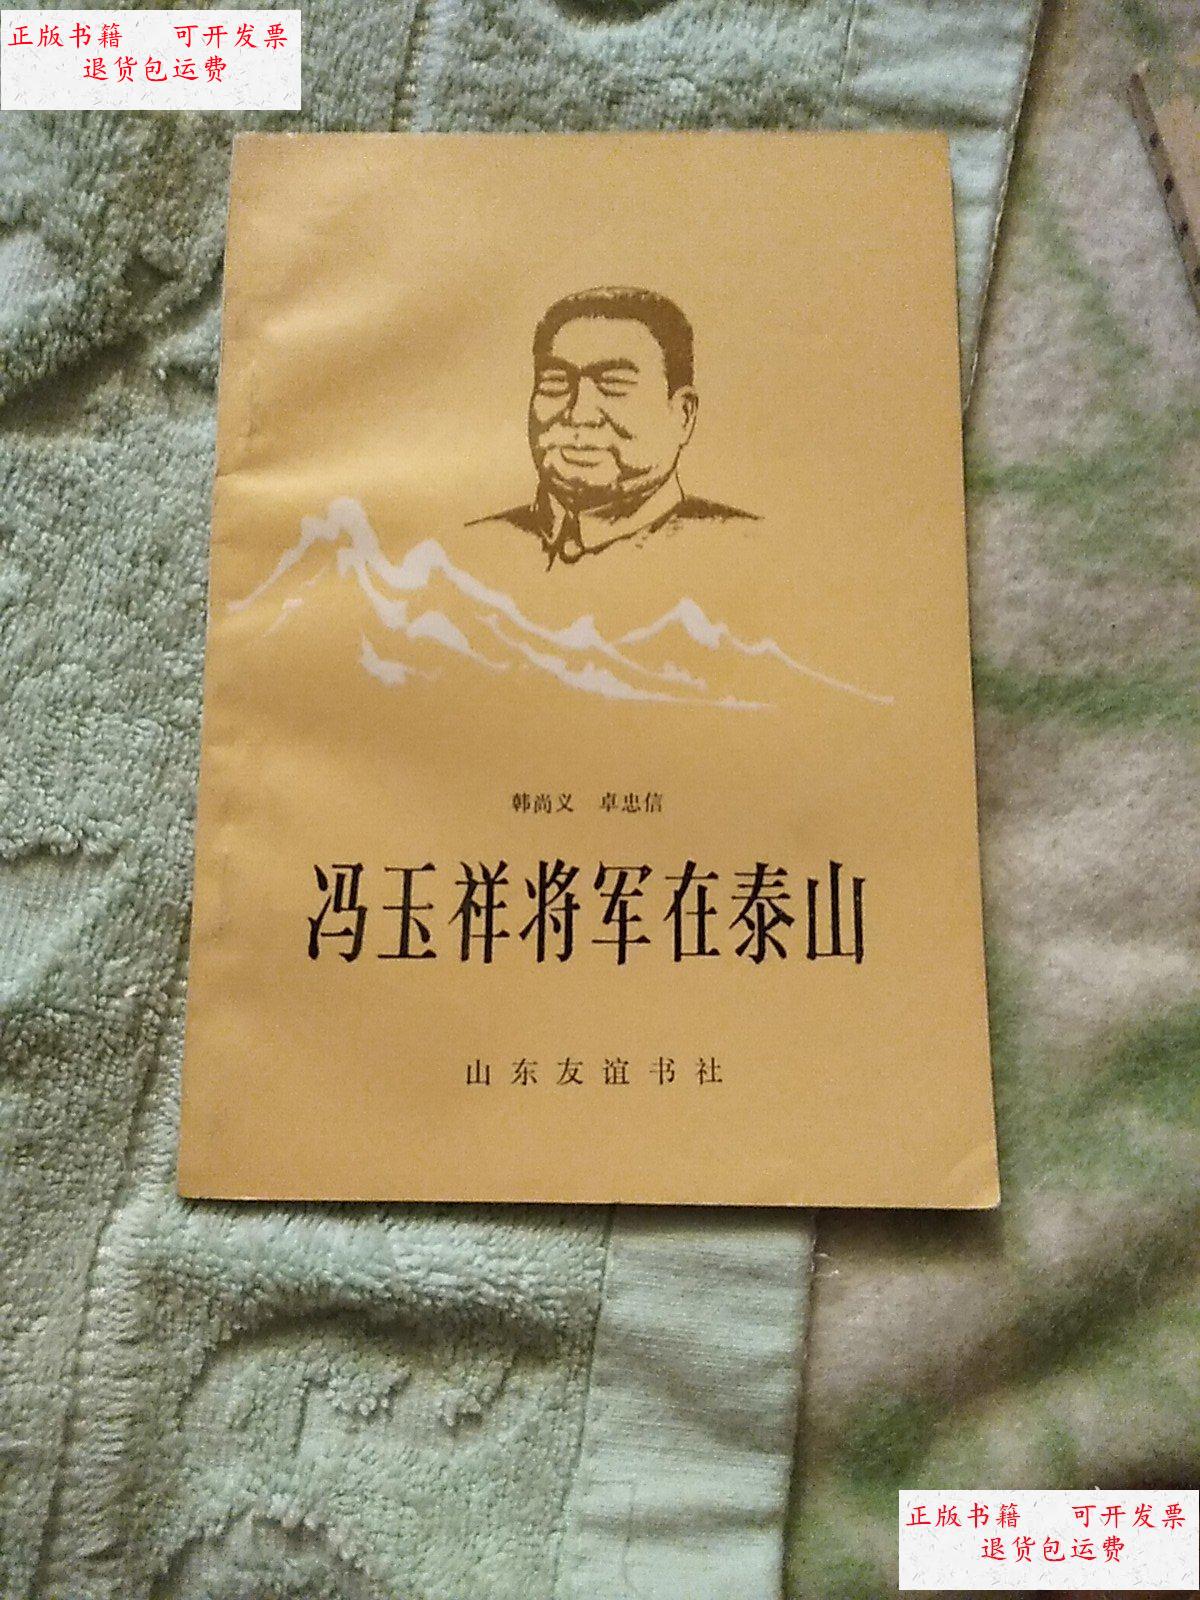 正版书籍 可开发票
退货包运费
韩尚义 卓忠信
冯玉祥将军在泰山
山东友谊书社
正版书籍 可开发票
退货包运费